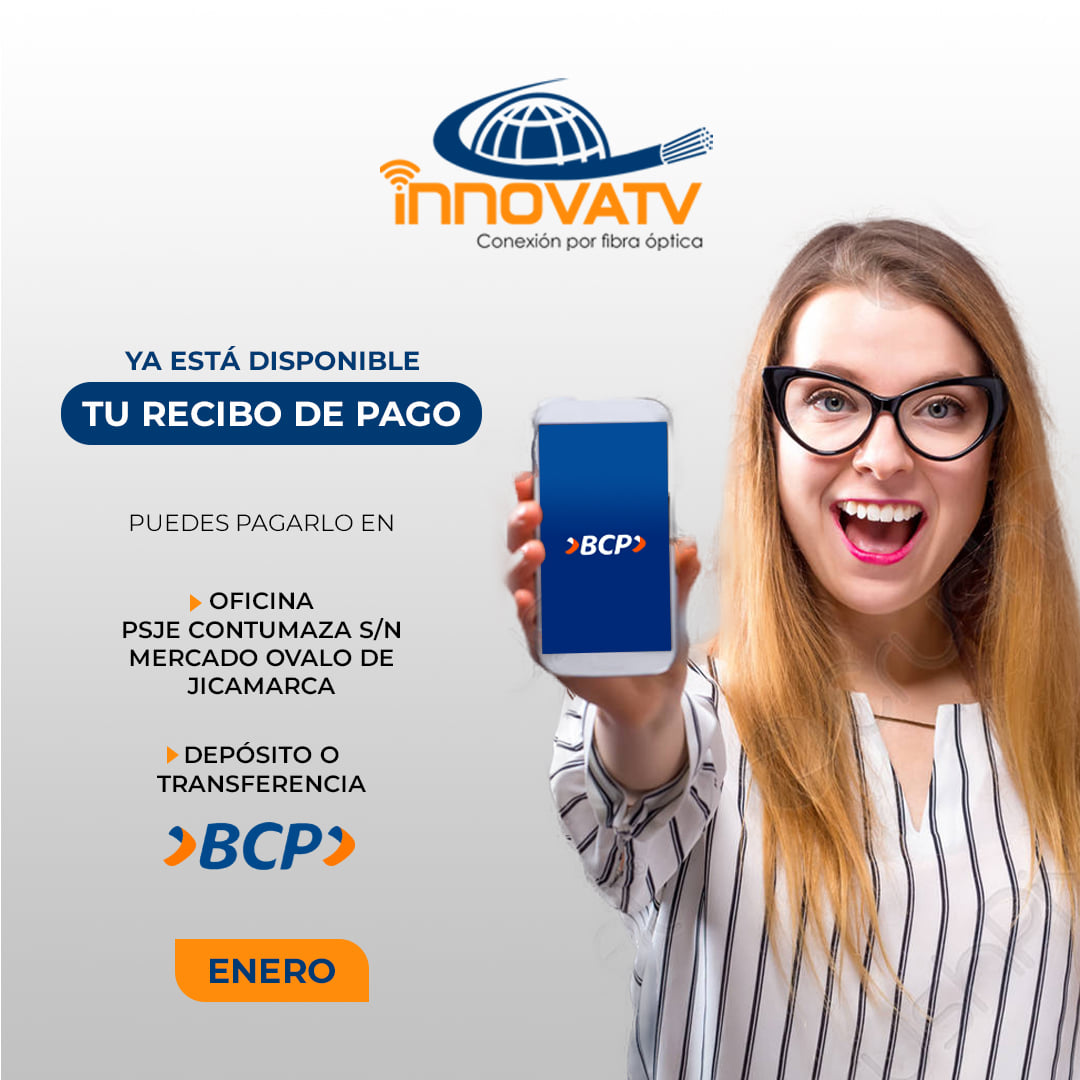 iNNOVATV
Conexión por fibra óptica
YA ESTÁ DISPONIBLE
TU RECIBO DE PAGO
PUEDES PAGARLO EN
OFICINA
PSJE CONTUMAZA S/N
MERCADO OVALO DE
JICAMARCA
DEPÓSITO O
TRANSFERENCIA
BCP
ENERO
BCP